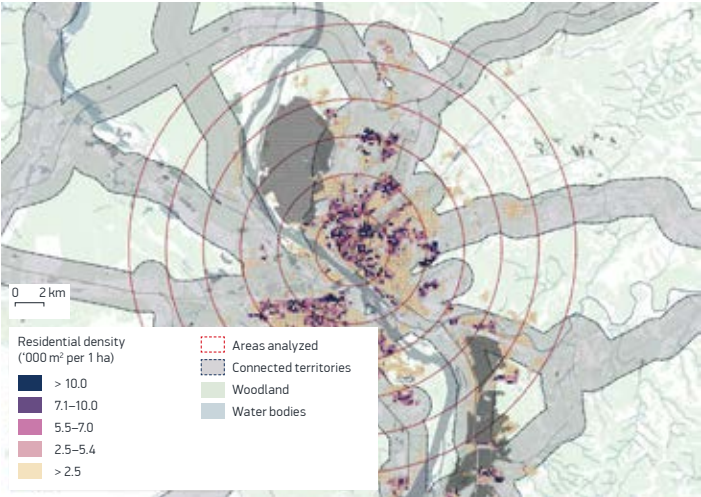 0 2 km
Residential density
('000 m² per 1 ha)
> 10.0
7.1–10.0
5.5–7.0
2.5–5.4
> 2.5
Areas analyzed
Connected territories
Woodland
Water bodies